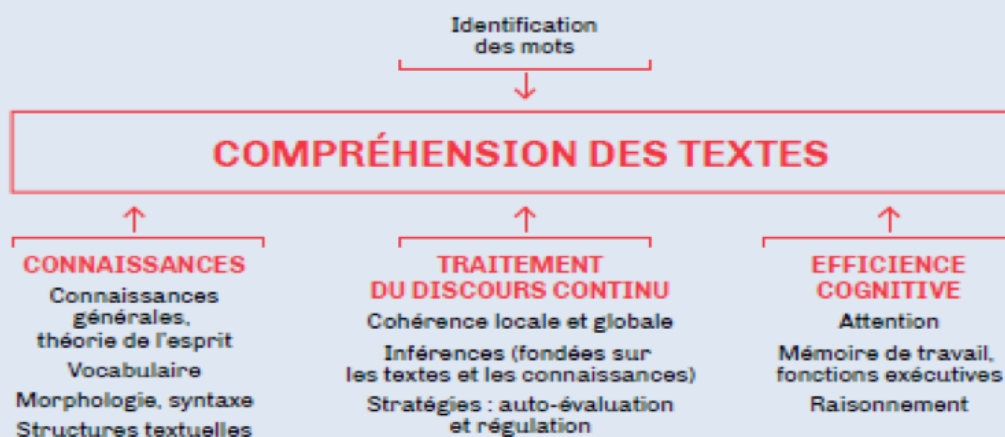 Identification
des mots
COMPRÉHENSION DES TEXTES
CONNAISSANCES
Connaissances
générales,
théorie de l'esprit
Vocabulaire
Morphologie, syntaxe
Structures textuelles
TRAITEMENT
DU DISCOURS CONTINU
Cohérence locale et globale
Inférences (fondées sur
les textes et les connaissances)
Stratégies : auto-évaluation
et régulation
EFFICIENCE
COGNITIVE
Attention
Mémoire de travail,
fonctions exécutives
Raisonnement